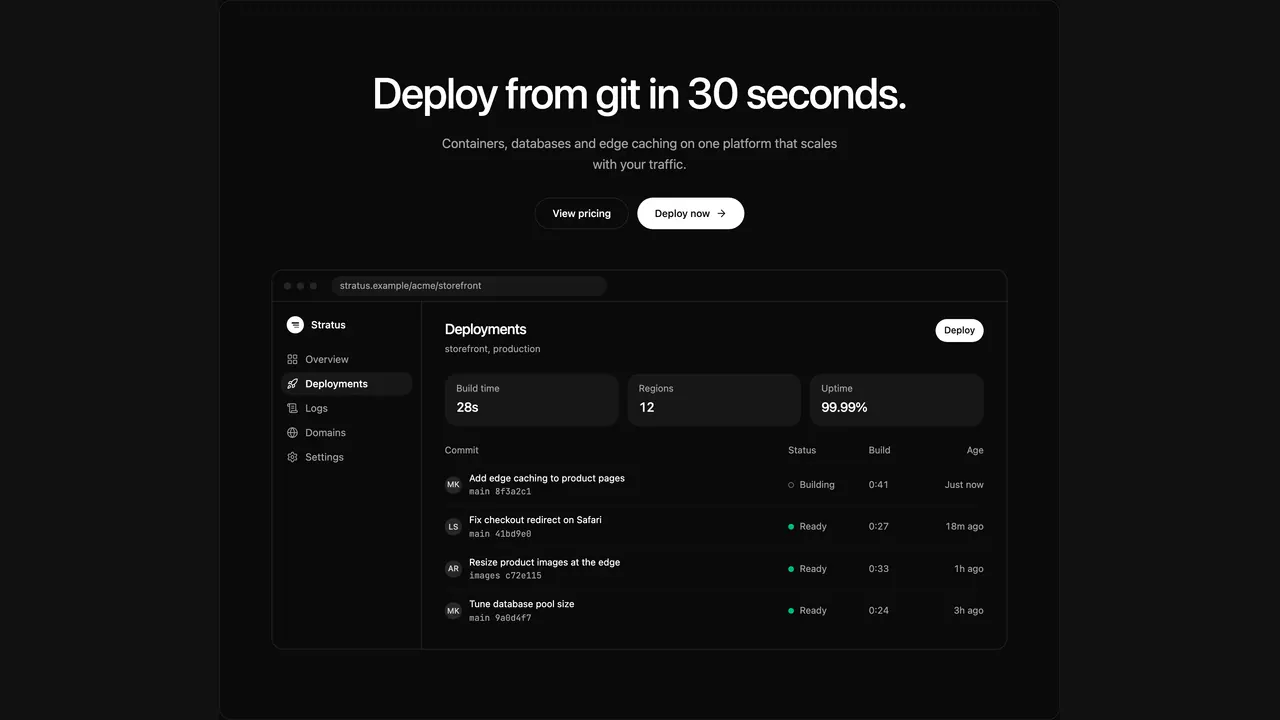 Deploy from git in 30 seconds.
Containers, databases and edge caching on one platform that scales
with your traffic.
View pricing
Deploy now
stratus.example/acme/storefront
Stratus
Overview
Deployments
Logs
Domains
Settings
Deployments
storefront, production
Deploy
Build time
28s
Regions
12
Uptime
99.99%
Commit Status Build Age
MK Add edge caching to product pages
main 8f3a2c1
Building 0:41 Just now
LS Fix checkout redirect on Safari
main 41bd9e0
Ready 0:27 18m ago
AR Resize product images at the edge
images c72e115
Ready 0:33 1h ago
MK Tune database pool size
main 9a0d4f7
Ready 0:24 3h ago